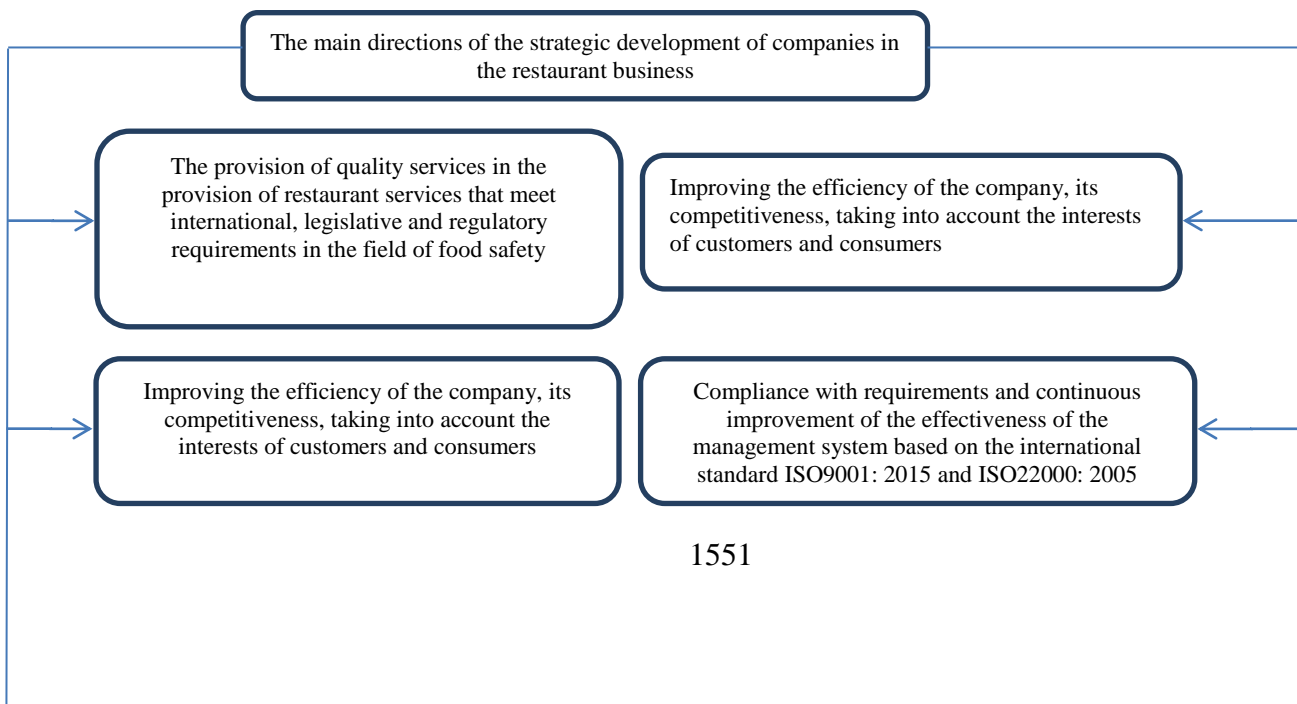 The main directions of the strategic development of companies in
the restaurant business
The provision of quality services in the
provision of restaurant services that meet
international, legislative and regulatory
requirements in the field of food safety
Improving the efficiency of the company, its
competitiveness, taking into account the interests
of customers and consumers
Improving the efficiency of the company, its
competitiveness, taking into account the
interests of customers and consumers
Compliance with requirements and continuous
improvement of the effectiveness of the
management system based on the international
standard ISO9001: 2015 and ISO22000: 2005
1551